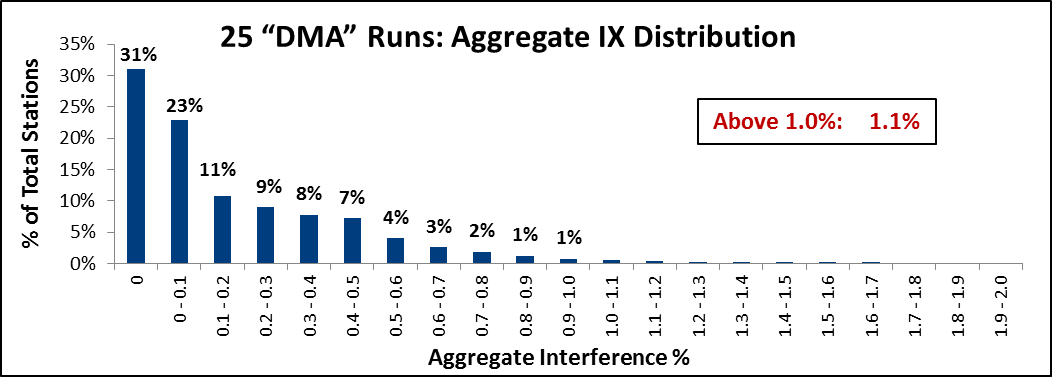 25 “DMA” Runs: Aggregate IX Distribution
% of Total Stations
35%
30%
25%
20%
15%
10%
5%
0%
31%
23%
11%
9%
8%
7%
4%
3%
2%
1%
1%
Above 1.0%: 1.1%
0
0 - 0.1
0.1 - 0.2
0.2 - 0.3
0.3 - 0.4
0.4 - 0.5
0.5 - 0.6
0.6 - 0.7
0.7 - 0.8
0.8 - 0.9
0.9 - 1.0
1.0 - 1.1
1.1 - 1.2
1.2 - 1.3
1.3 - 1.4
1.4 - 1.5
1.5 - 1.6
1.6 - 1.7
1.7 - 1.8
1.8 - 1.9
1.9 - 2.0
Aggregate Interference %